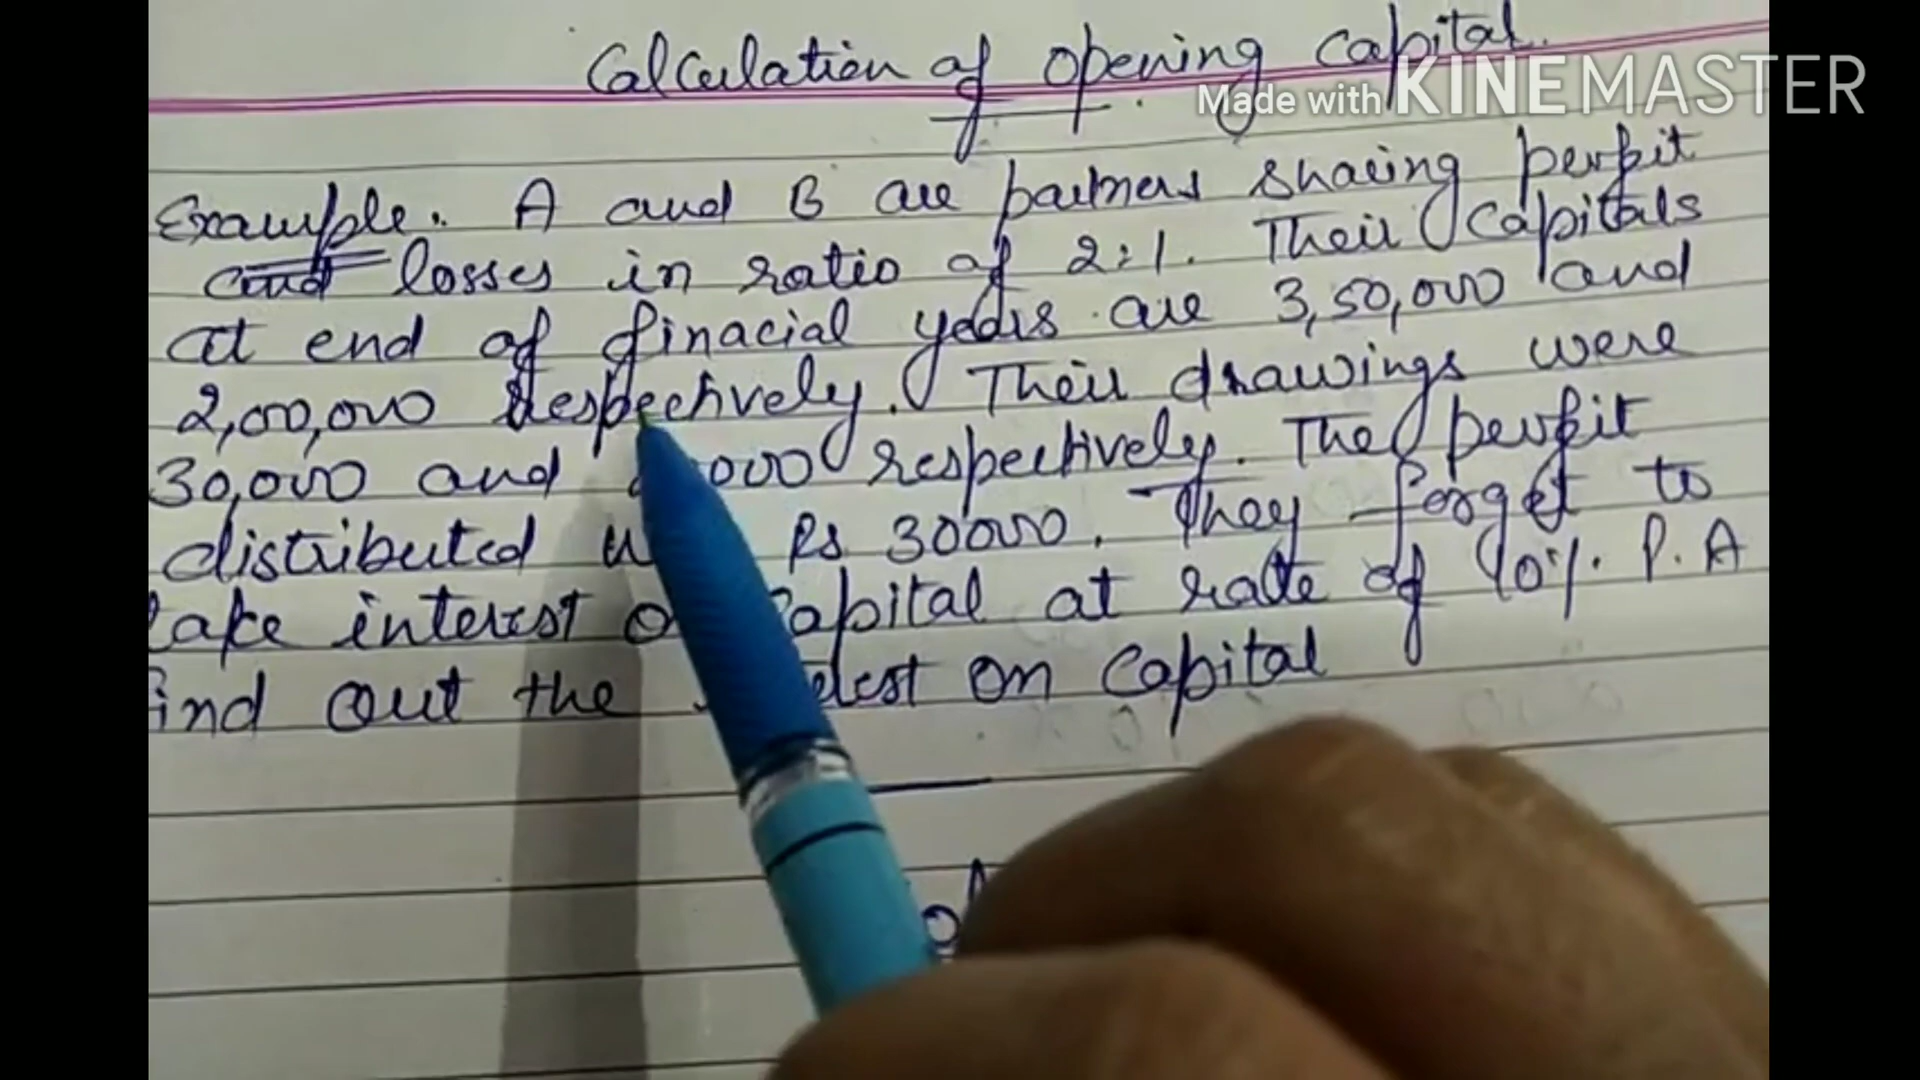 Calculation of opening capital.
Made with KINEMASTER
Example. A and B are partners sharing perfit
and losses in ratio of 2:1. Their Capitals
at end of finacial years are 3,50,000 and
2,00,000 respectively. Their drawings were
30,000 and 000 respectively. The perfit
distributed Rs 30000. They forget to
take interest capital at rate of 10%. P.A
find out the on Capital